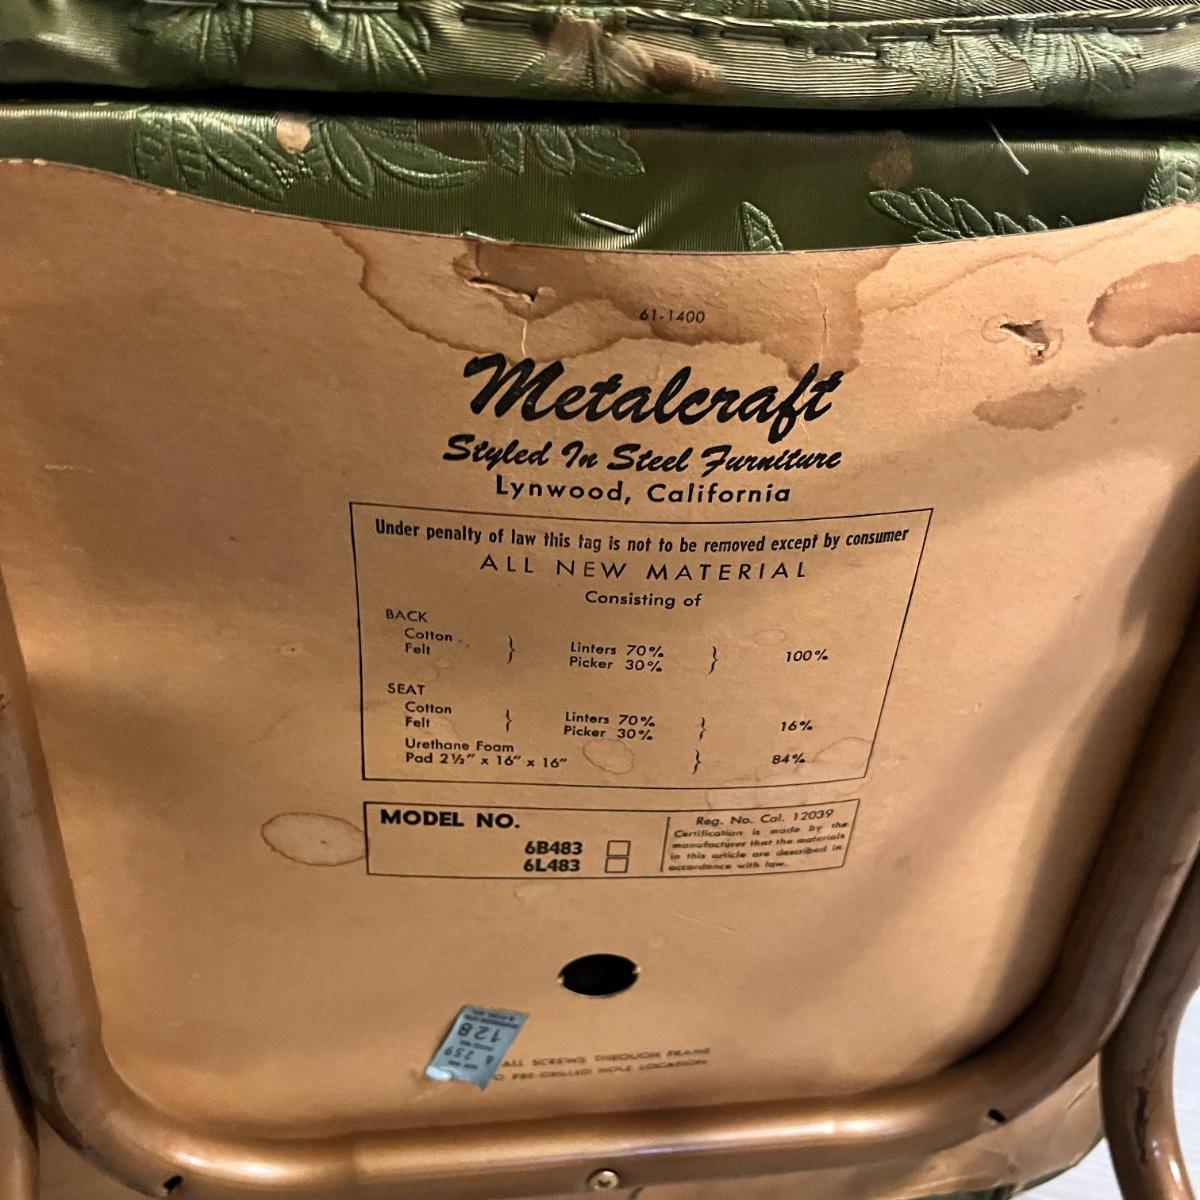 61-1400
Metalcraft
Styled In Steel Furniture
Lynwood, California
Under penalty of law this tag is not to be removed except by consumer
ALL NEW MATERIAL
Consisting of
BACK
Cotton Felt } Linters 70% Picker 30% } 100%
SEAT
Cotton Felt } Linters 70% Picker 30% } 16%
Urethane Foam
Pad 2½" x 16" x 16" } 84%
MODEL NO.
6B483
6L483
Reg. No. Cal. 12039
Certification is made by the
manufacturer that the materials
in this article are described in
accordance with law.
128
4 759
ALL SCREWS THROUGH FRAME
PRE-DRILLED HOLE LOCATION